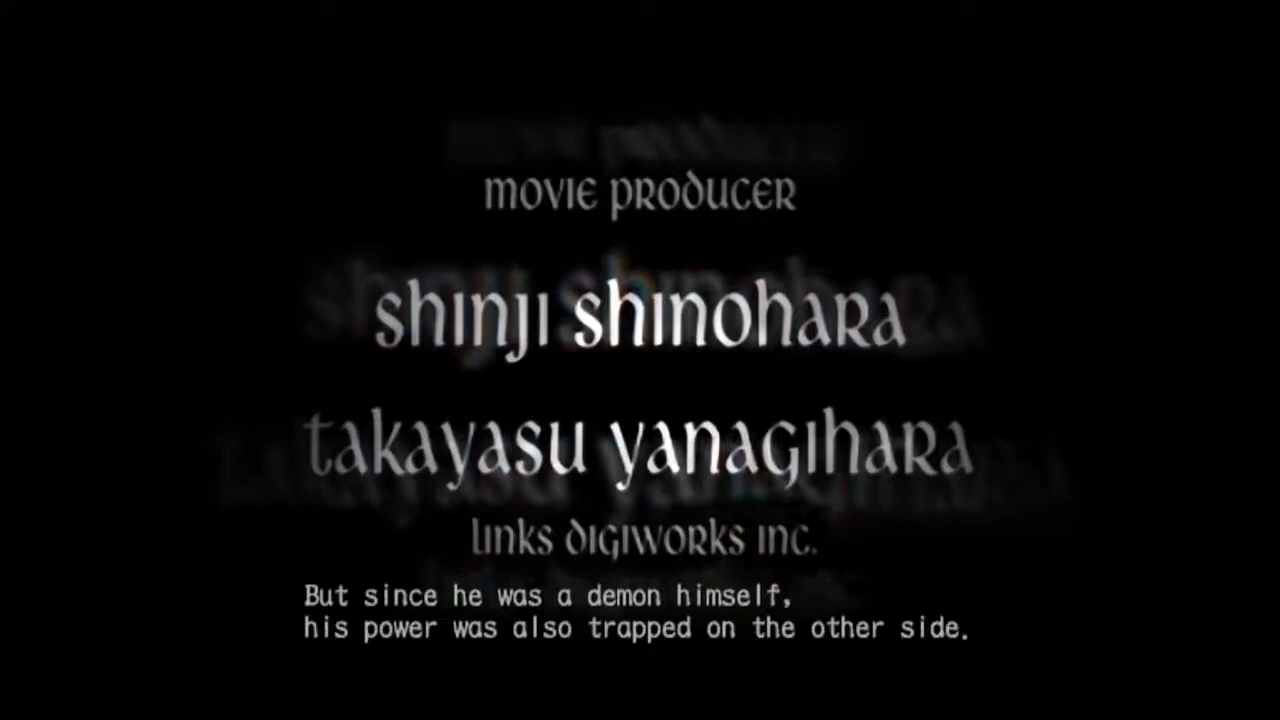 movie producer
shinji shinohara
takayasu yanagihara
links digiworks inc.
But since he was a demon himself,
his power was also trapped on the other side.